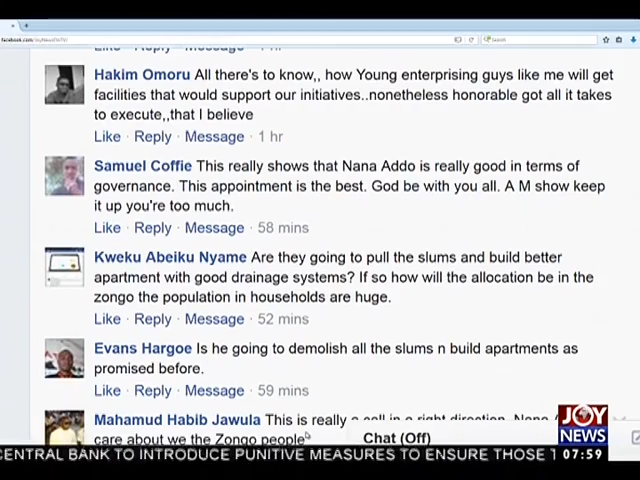 Hakim Omoru All there's to know,, how Young enterprising guys like me will get
facilities that would support our initiatives..nonetheless honorable got all it takes
to execute,,that I believe
Like · Reply · Message · 1 hr
Samuel Coffie This really shows that Nana Addo is really good in terms of
governance. This appointment is the best. God be with you all. A M show keep
it up you're too much.
Like · Reply · Message · 58 mins
Kweku Abeiku Nyame Are they going to pull the slums and build better
apartment with good drainage systems? If so how will the allocation be in the
zongo the population in households are huge.
Like · Reply · Message · 52 mins
Evans Hargoe Is he going to demolish all the slums n build apartments as
promised before.
Like · Reply · Message · 59 mins
Mahamud Habib Jawula This is really a call in a right direction. Nana
care about we the Zongo people
Chat (Off)
JOY
NEWS
CENTRAL BANK TO INTRODUCE PUNITIVE MEASURES TO ENSURE THOSE
07:59